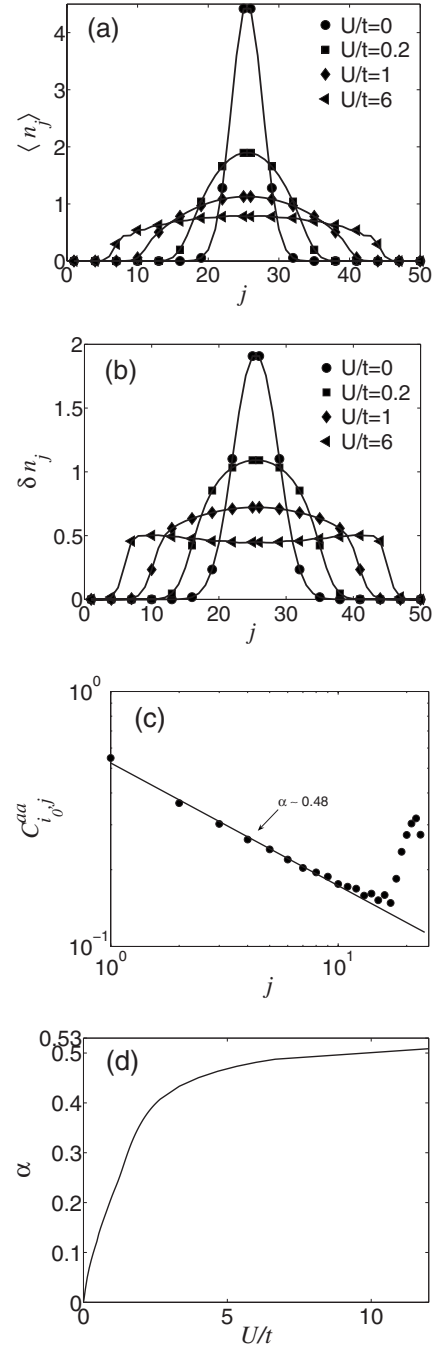 (a)
U/t=0
U/t=0.2
U/t=1
U/t=6
⟨ n_j ⟩
4
3
2
1
0
0 10 20 30 40 50
j
(b)
U/t=0
U/t=0.2
U/t=1
U/t=6
δ n_j
2
1.5
1
0.5
0
0 10 20 30 40 50
j
(c)
α ~ 0.48
C^{aa}_{i_0,j}
10^0
10^{-1}
10^0 10^1
j
(d)
α
0.53
0.5
0.4
0.3
0.2
0.1
0
0 5 10
U/t